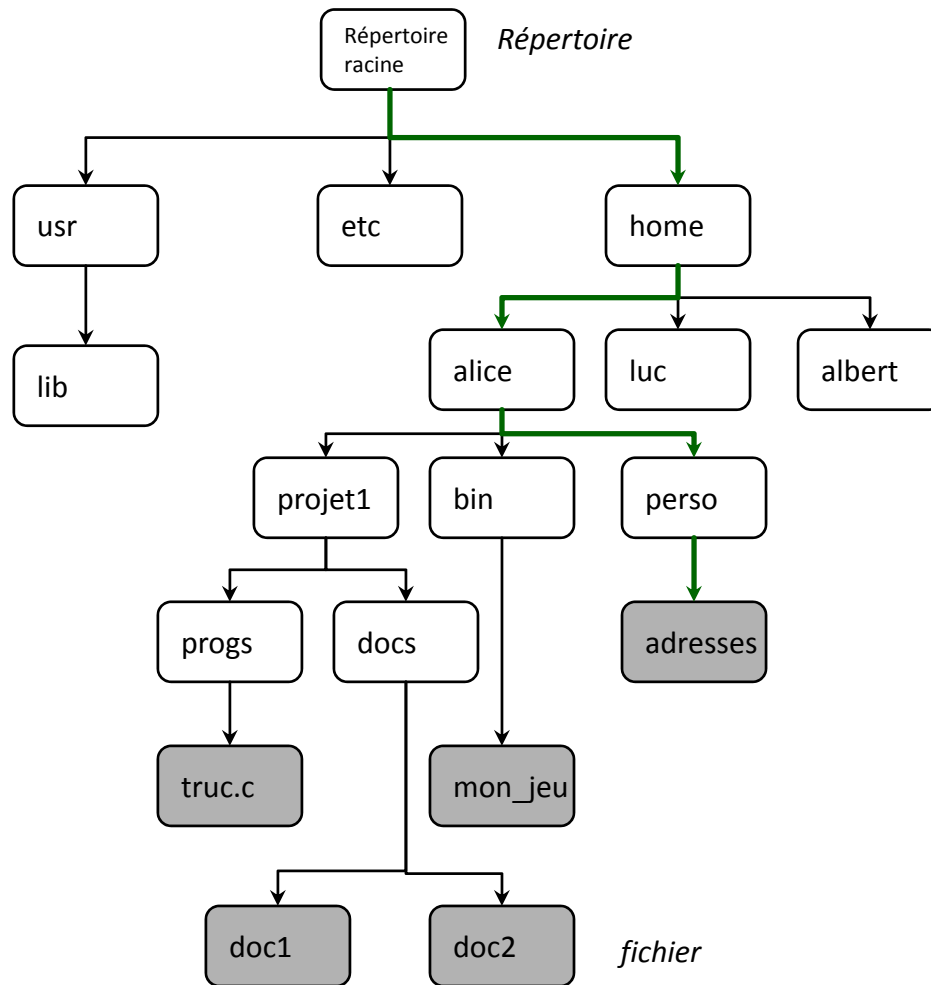 Répertoire
racine
Répertoire
usr
etc
home
lib
alice
luc
albert
projet1
bin
perso
progs
docs
adresses
truc.c
mon_jeu
doc1
doc2
fichier